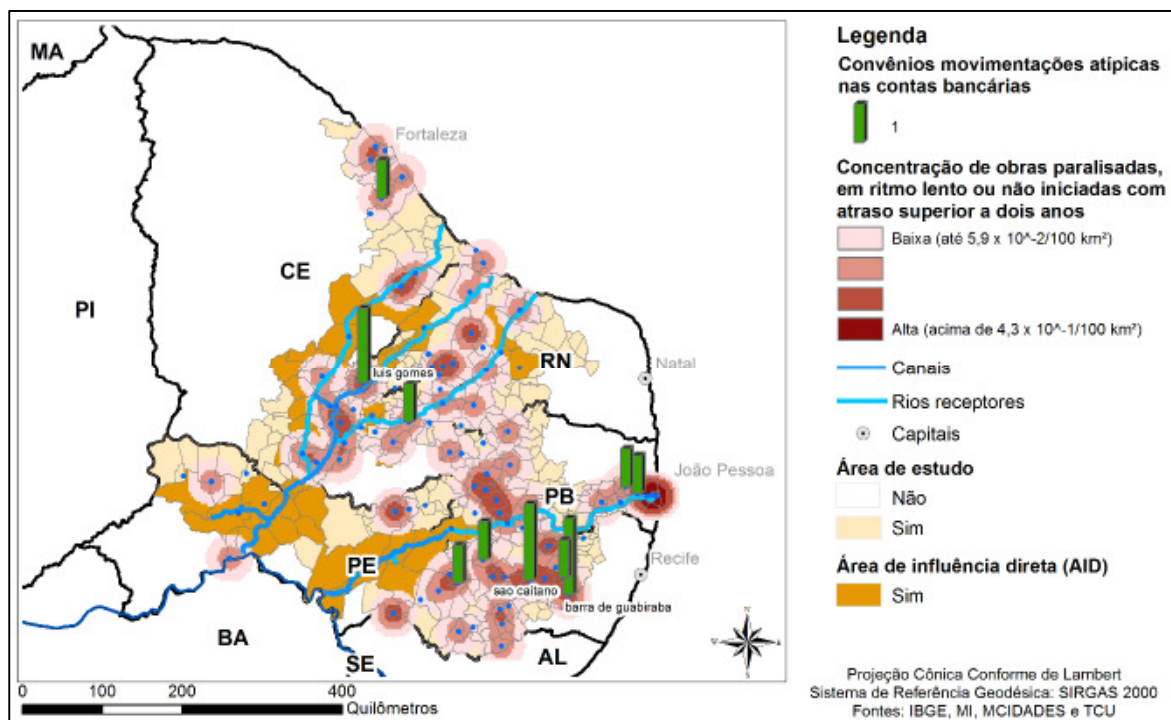 MA
Fortaleza
CE
PI
RN
Natal
luis gomes
João Pessoa
PB
PE
Recife
sao caitano
barra de guabiraba
BA
SE
AL
0 100 200 400
Quilômetros
Legenda
Convênios movimentações atípicas
nas contas bancárias
1
Concentração de obras paralisadas,
em ritmo lento ou não iniciadas com
atraso superior a dois anos
Baixa (até 5,9 x 10^-2/100 km²)
Alta (acima de 4,3 x 10^-1/100 km²)
Canais
Rios receptores
Capitais
Área de estudo
Não
Sim
Área de influência direta (AID)
Sim
Projeção Cônica Conforme de Lambert
Sistema de Referência Geodésica: SIRGAS 2000
Fontes: IBGE, MI, MCIDADES e TCU